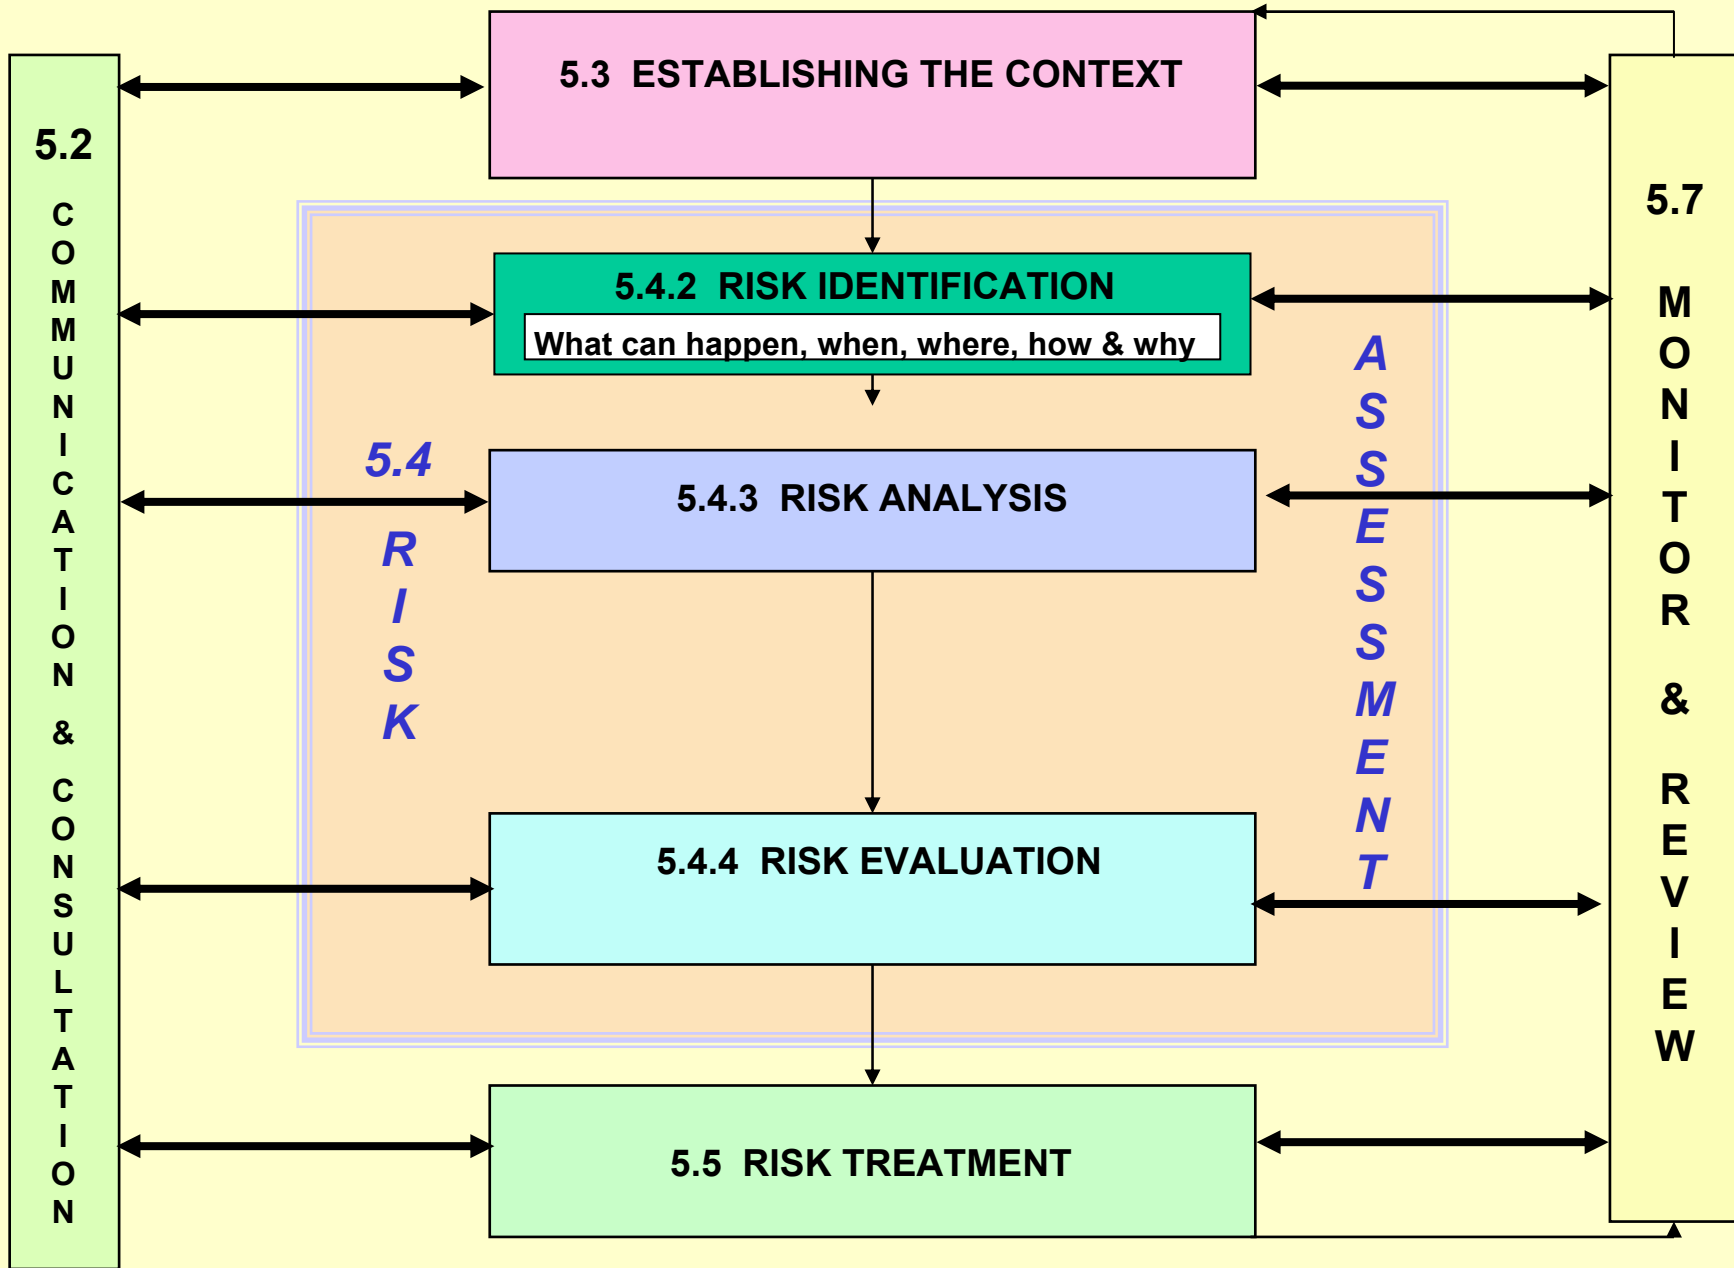 5.3 ESTABLISHING THE CONTEXT
5.2
COMMUNICATION & CONSULTATION
5.4.2 RISK IDENTIFICATION
What can happen, when, where, how & why
5.4
RISK
ASSESSMENT
5.4.3 RISK ANALYSIS
5.4.4 RISK EVALUATION
5.5 RISK TREATMENT
5.7
MONITOR & REVIEW